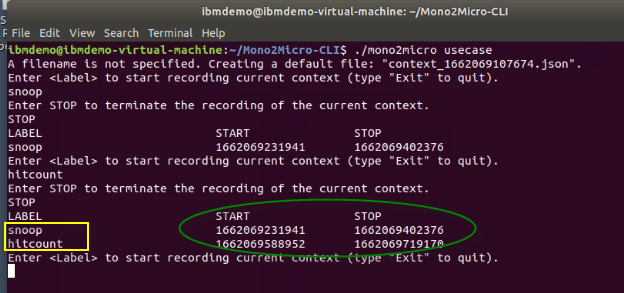 ibmdemo@ibmdemo-virtual-machine: ~/Mono2Micro-CLI
File Edit View Search Terminal Help
ibmdemo@ibmdemo-virtual-machine:~/Mono2Micro-CLI$ ./mono2micro usecase
A filename is not specified. Creating a default file: "context_1662069107674.json".
Enter <Label> to start recording current context (type "Exit" to quit).
snoop
Enter STOP to terminate the recording of the current context.
STOP
LABEL START STOP
snoop 1662069231941 1662069402376
Enter <Label> to start recording current context (type "Exit" to quit).
hitcount
Enter STOP to terminate the recording of the current context.
STOP
LABEL START STOP
snoop 1662069231941 1662069402376
hitcount 1662069588952 1662069719170
Enter <Label> to start recording current context (type "Exit" to quit).